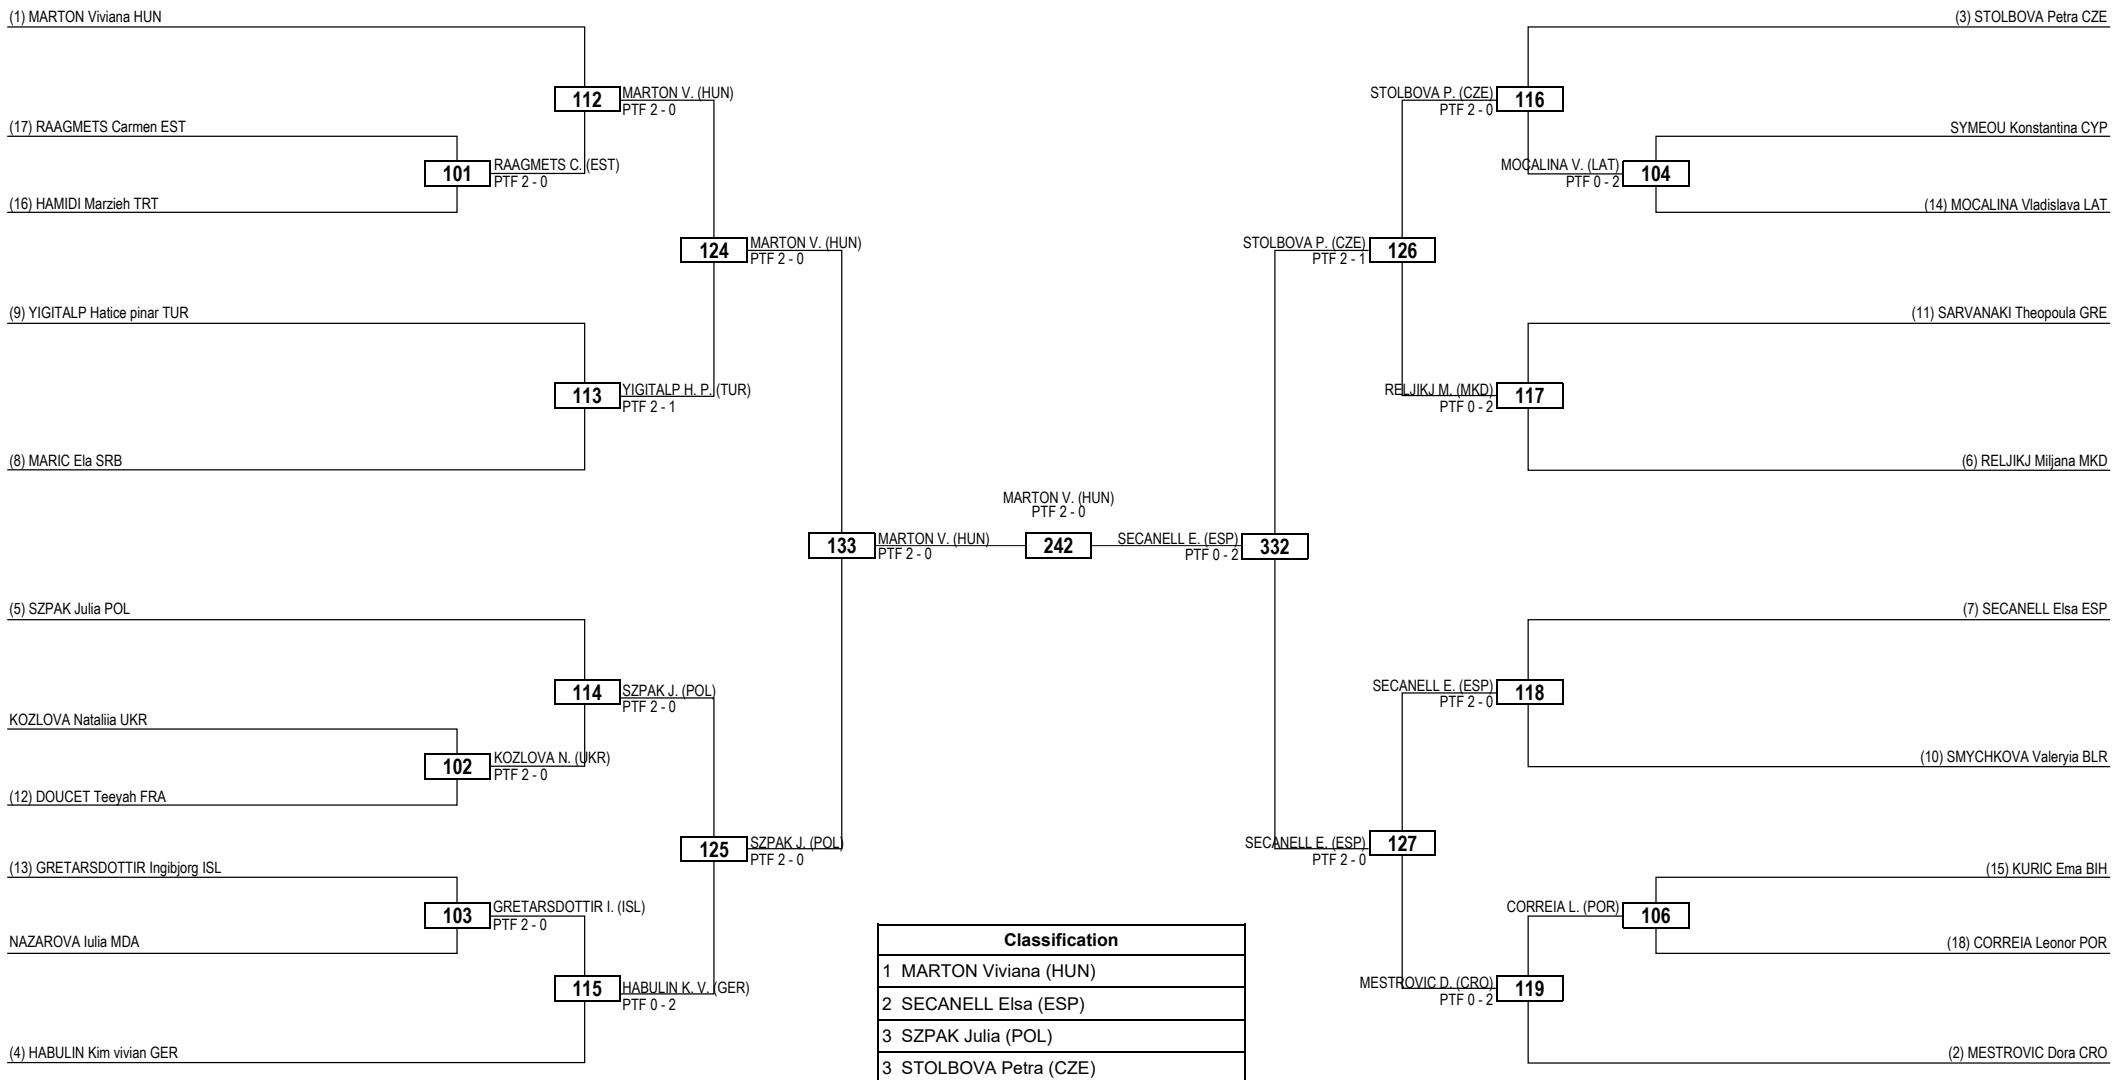 (1) MARTON Viviana HUN
(3) STOLBOVA Petra CZE
112
MARTON V. (HUN)
PTF 2 - 0
STOLBOVA P. (CZE)
PTF 2 - 0
116
(17) RAAGMETS Carmen EST
SYMEOU Konstantina CYP
101
RAAGMETS C. (EST)
PTF 2 - 0
MOCALINA V. (LAT)
PTF 0 - 2
104
(16) HAMIDI Marzieh TRT
(14) MOCALINA Vladislava LAT
124
MARTON V. (HUN)
PTF 2 - 0
STOLBOVA P. (CZE)
PTF 2 - 1
126
(9) YIGITALP Hatice pinar TUR
(11) SARVANAKI Theopoula GRE
113
YIGITALP H. P. (TUR)
PTF 2 - 1
RELJIKJ M. (MKD)
PTF 0 - 2
117
(8) MARIC Ela SRB
(6) RELJIKJ Miljana MKD
MARTON V. (HUN)
PTF 2 - 0
133
MARTON V. (HUN)
PTF 2 - 0
242
SECANELL E. (ESP)
PTF 0 - 2
332
(5) SZPAK Julia POL
(7) SECANELL Elsa ESP
114
SZPAK J. (POL)
PTF 2 - 0
SECANELL E. (ESP)
PTF 2 - 0
118
KOZLOVA Nataliia UKR
102
KOZLOVA N. (UKR)
PTF 2 - 0
(10) SMYCHKOVA Valeryia BLR
(12) DOUCET Teeyah FRA
125
SZPAK J. (POL)
PTF 2 - 0
SECANELL E. (ESP)
PTF 2 - 0
127
(13) GRETARSDOTTIR Ingibjorg ISL
(15) KURIC Ema BIH
103
GRETARSDOTTIR I. (ISL)
PTF 2 - 0
CORREIA L. (POR)
106
NAZAROVA Iulia MDA
(18) CORREIA Leonor POR
115
HABULIN K. V. (GER)
PTF 0 - 2
MESTROVIC D. (CRO)
PTF 0 - 2
119
(4) HABULIN Kim vivian GER
(2) MESTROVIC Dora CRO
Classification
1 MARTON Viviana (HUN)
2 SECANELL Elsa (ESP)
3 SZPAK Julia (POL)
3 STOLBOVA Petra (CZE)